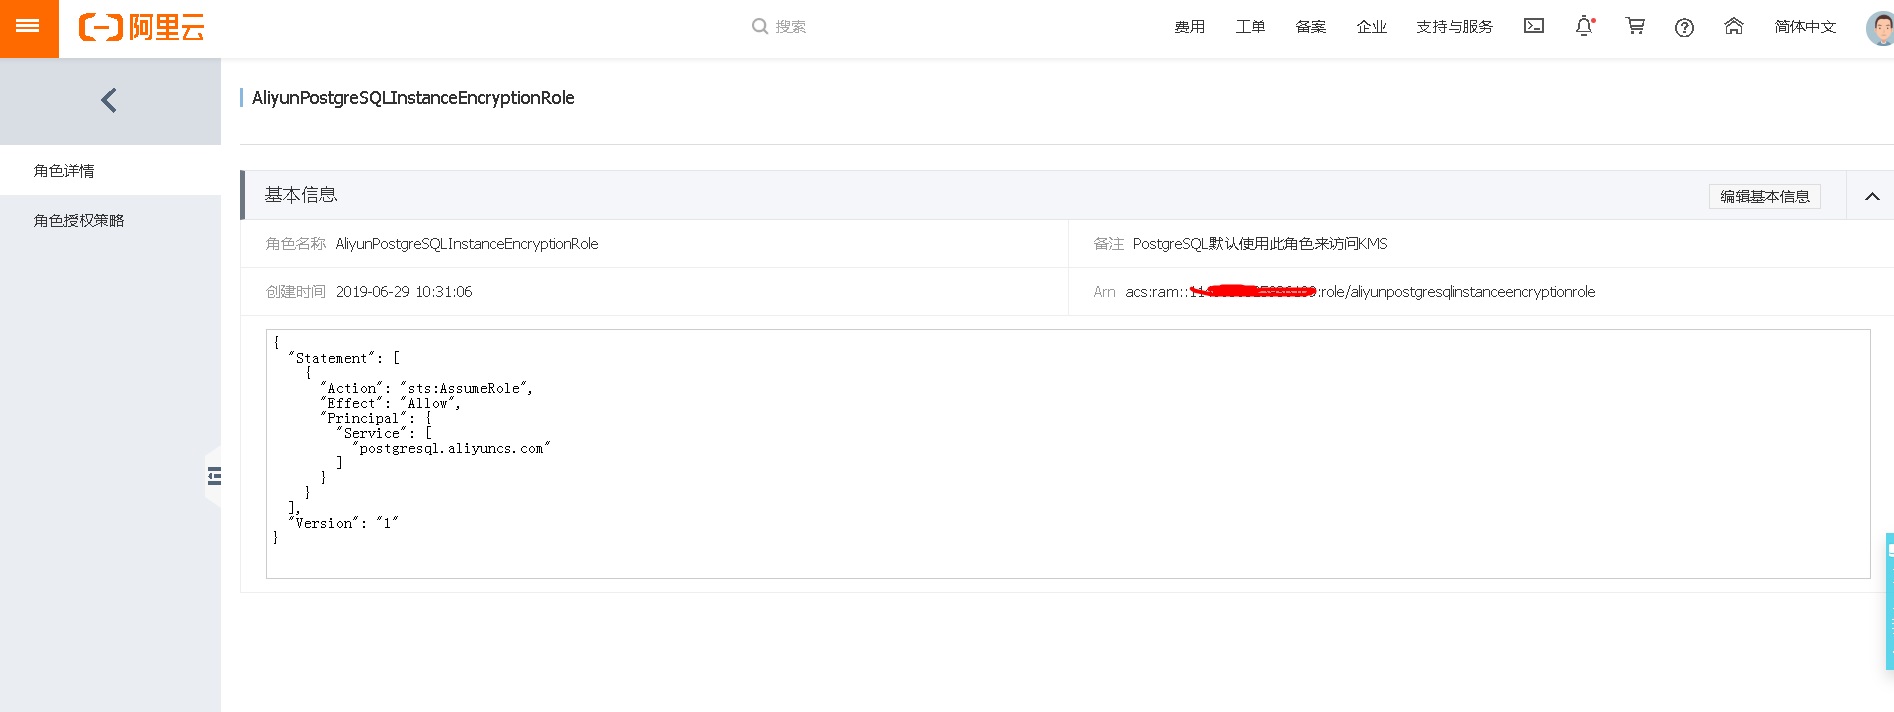 阿里云
搜索
费用 工单 备案 企业 支持与服务 简体中文
AliyunPostgreSQLInstanceEncryptionRole
角色详情
角色授权策略
基本信息
编辑基本信息
角色名称 AliyunPostgreSQLInstanceEncryptionRole
备注 PostgreSQL默认使用此角色来访问KMS
创建时间 2019-06-29 10:31:06
Arn acs:ram:: :role/aliyunpostgresqlinstanceencryptionrole
{
"Statement": [
{
"Action": "sts:AssumeRole",
"Effect": "Allow",
"Principal": {
"Service": [
"postgresql.aliyuncs.com"
]
}
}
],
"Version": "1"
}